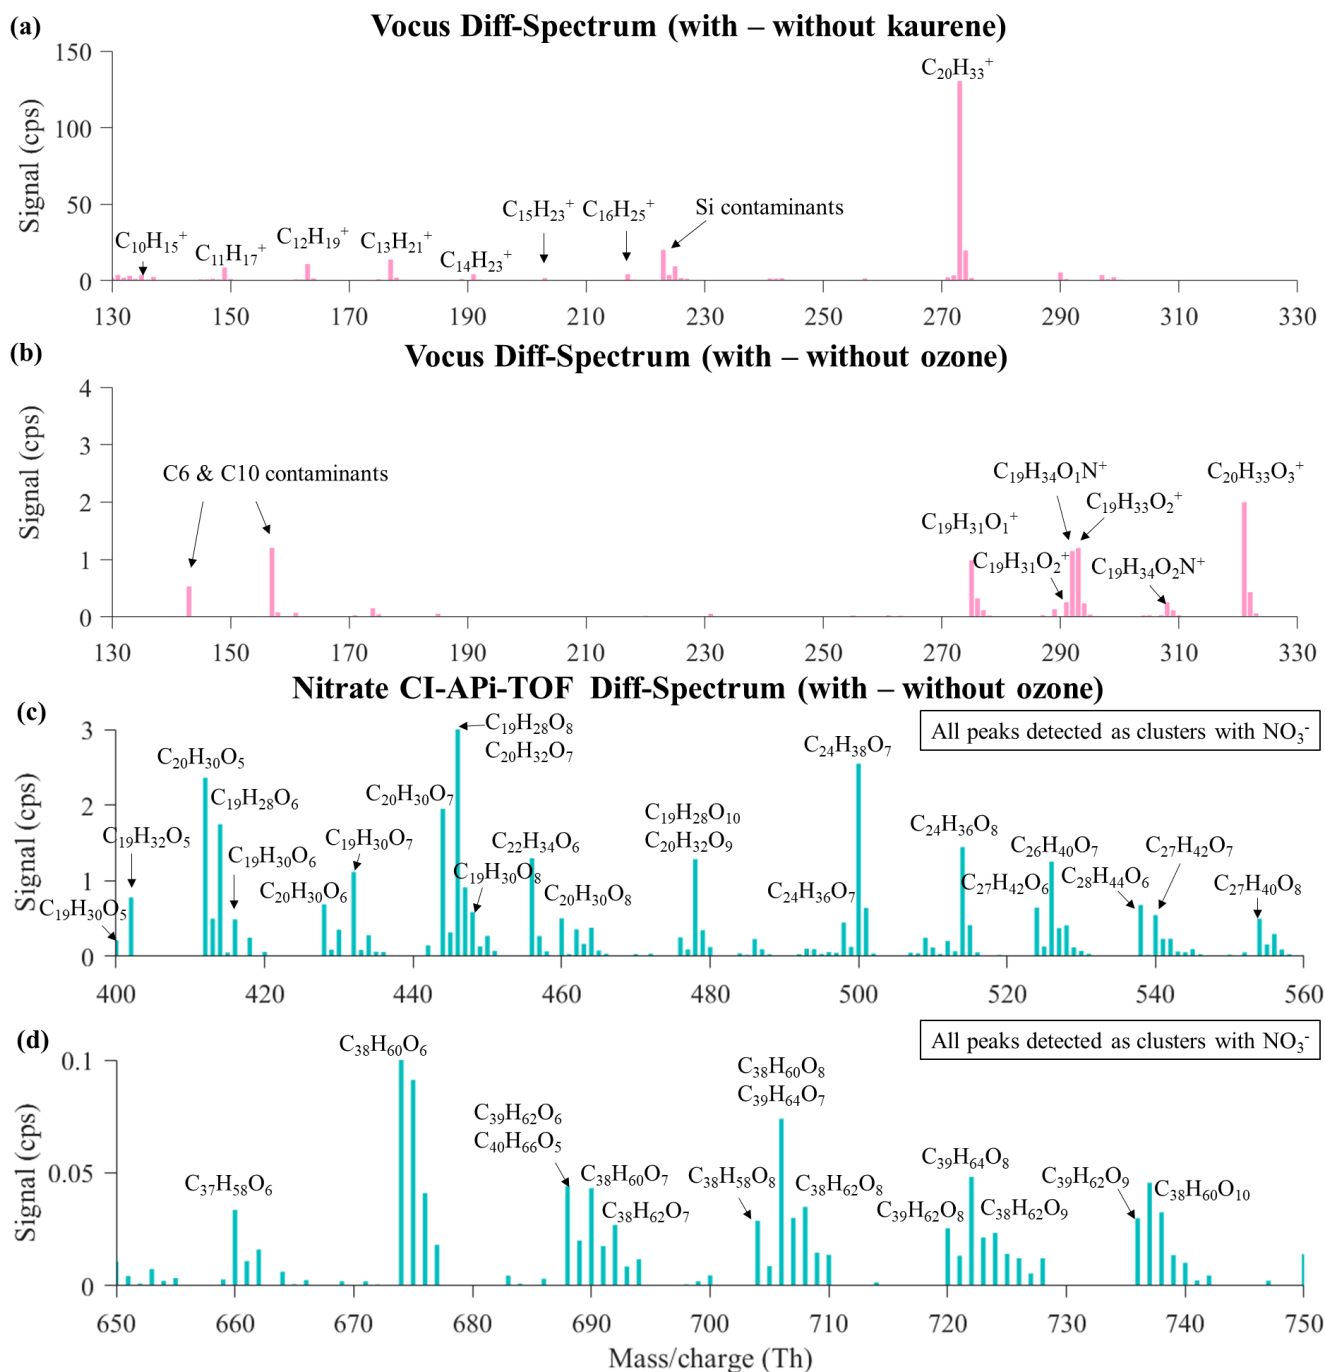 (a)
Vocus Diff-Spectrum (with – without kaurene)
150
100
50
0
Signal (cps)
C₂₀H₃₃⁺
C₁₀H₁₅⁺
C₁₁H₁₇⁺
C₁₂H₁₉⁺
C₁₃H₂₁⁺
C₁₄H₂₃⁺
C₁₅H₂₃⁺
C₁₆H₂₅⁺
Si contaminants
130 150 170 190 210 230 250 270 290 310 330
(b)
Vocus Diff-Spectrum (with – without ozone)
4
3
2
1
0
Signal (cps)
C6 & C10 contaminants
C₁₉H₃₄O₁N⁺
C₂₀H₃₃O₃⁺
C₁₉H₃₃O₂⁺
C₁₉H₃₁O₁⁺
C₁₉H₃₁O₂⁺
C₁₉H₃₄O₂N⁺
130 150 170 190 210 230 250 270 290 310 330
Nitrate CI-APi-TOF Diff-Spectrum (with – without ozone)
(c)
3
2
1
0
Signal (cps)
All peaks detected as clusters with NO₃⁻
C₁₉H₃₀O₅
C₁₉H₃₂O₅
C₂₀H₃₀O₅
C₁₉H₂₈O₆
C₁₉H₃₀O₆
C₂₀H₃₀O₆
C₁₉H₃₀O₇
C₂₀H₃₀O₇
C₁₉H₂₈O₈
C₂₀H₃₂O₇
C₁₉H₃₀O₈
C₂₂H₃₄O₆
C₂₀H₃₀O₈
C₁₉H₂₈O₁₀
C₂₀H₃₂O₉
C₂₄H₃₆O₇
C₂₄H₃₈O₇
C₂₄H₃₆O₈
C₂₇H₄₂O₆
C₂₆H₄₀O₇
C₂₈H₄₄O₆
C₂₇H₄₂O₇
C₂₇H₄₀O₈
400 420 440 460 480 500 520 540 560
(d)
0.1
0.05
0
Signal (cps)
All peaks detected as clusters with NO₃⁻
C₃₇H₅₈O₆
C₃₈H₆₀O₆
C₃₉H₆₂O₆
C₄₀H₆₆O₅
C₃₈H₆₀O₇
C₃₈H₆₂O₇
C₃₈H₅₈O₈
C₃₈H₆₀O₈
C₃₉H₆₄O₇
C₃₈H₆₂O₈
C₃₉H₆₂O₈
C₃₉H₆₄O₈
C₃₈H₆₂O₉
C₃₉H₆₂O₉
C₃₈H₆₀O₁₀
650 660 670 680 690 700 710 720 730 740 750
Mass/charge (Th)